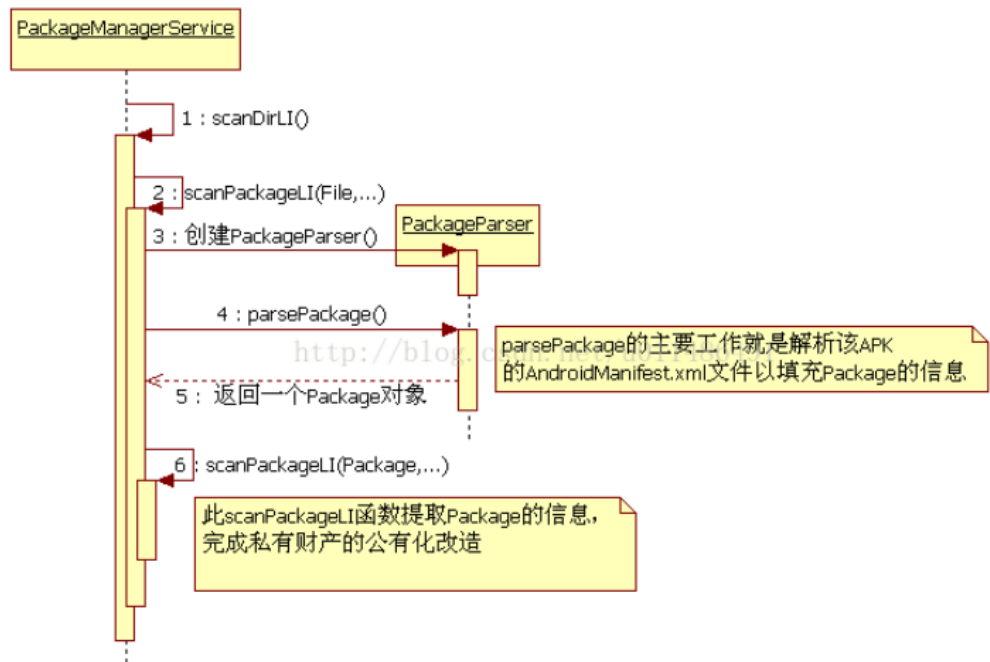 PackageManagerService
1：scanDirLI()
2：scanPackageLI(File,...)
3：创建PackageParser()
PackageParser
4：parsePackage()
parsePackage的主要工作就是解析该APK
的AndroidManifest.xml文件以填充Package的信息
5： 返回一个Package对象
6：scanPackageLI(Package,...)
此scanPackageLI函数提取Package的信息，
完成私有财产的公有化改造